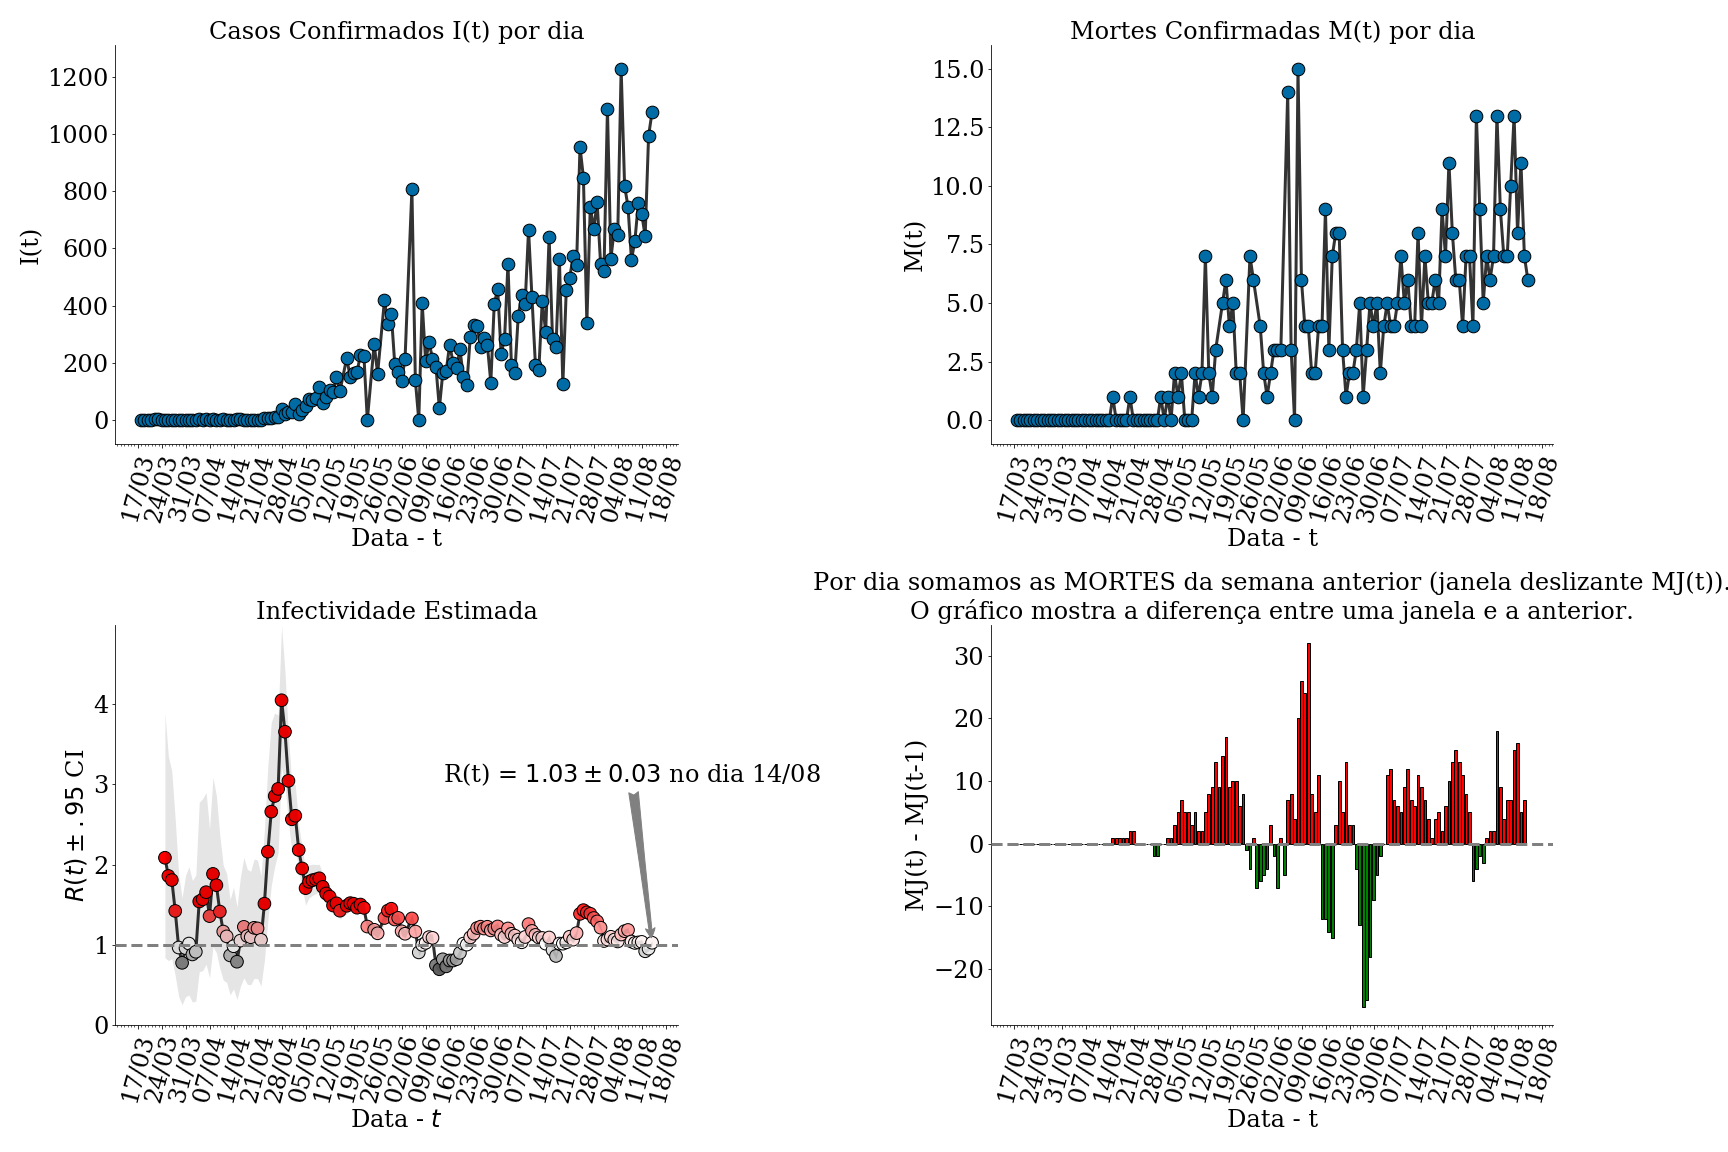 Casos Confirmados I(t) por dia
1200
1000
800
600
400
200
0
I(t)
17/03 24/03 31/03 07/04 14/04 21/04 28/04 05/05 12/05 19/05 26/05 02/06 09/06 16/06 23/06 30/06 07/07 14/07 21/07 28/07 04/08 11/08 18/08
Data - t
Mortes Confirmadas M(t) por dia
15.0
12.5
10.0
7.5
5.0
2.5
0.0
M(t)
17/03 24/03 31/03 07/04 14/04 21/04 28/04 05/05 12/05 19/05 26/05 02/06 09/06 16/06 23/06 30/06 07/07 14/07 21/07 28/07 04/08 11/08 18/08
Data - t
Infectividade Estimada
4
3
2
1
0
R(t) ± .95 CI
R(t) = 1.03 ± 0.03 no dia 14/08
17/03 24/03 31/03 07/04 14/04 21/04 28/04 05/05 12/05 19/05 26/05 02/06 09/06 16/06 23/06 30/06 07/07 14/07 21/07 28/07 04/08 11/08 18/08
Data - t
Por dia somamos as MORTES da semana anterior (janela deslizante MJ(t)).
O gráfico mostra a diferença entre uma janela e a anterior.
30
20
10
0
−10
−20
MJ(t) - MJ(t-1)
17/03 24/03 31/03 07/04 14/04 21/04 28/04 05/05 12/05 19/05 26/05 02/06 09/06 16/06 23/06 30/06 07/07 14/07 21/07 28/07 04/08 11/08 18/08
Data - t